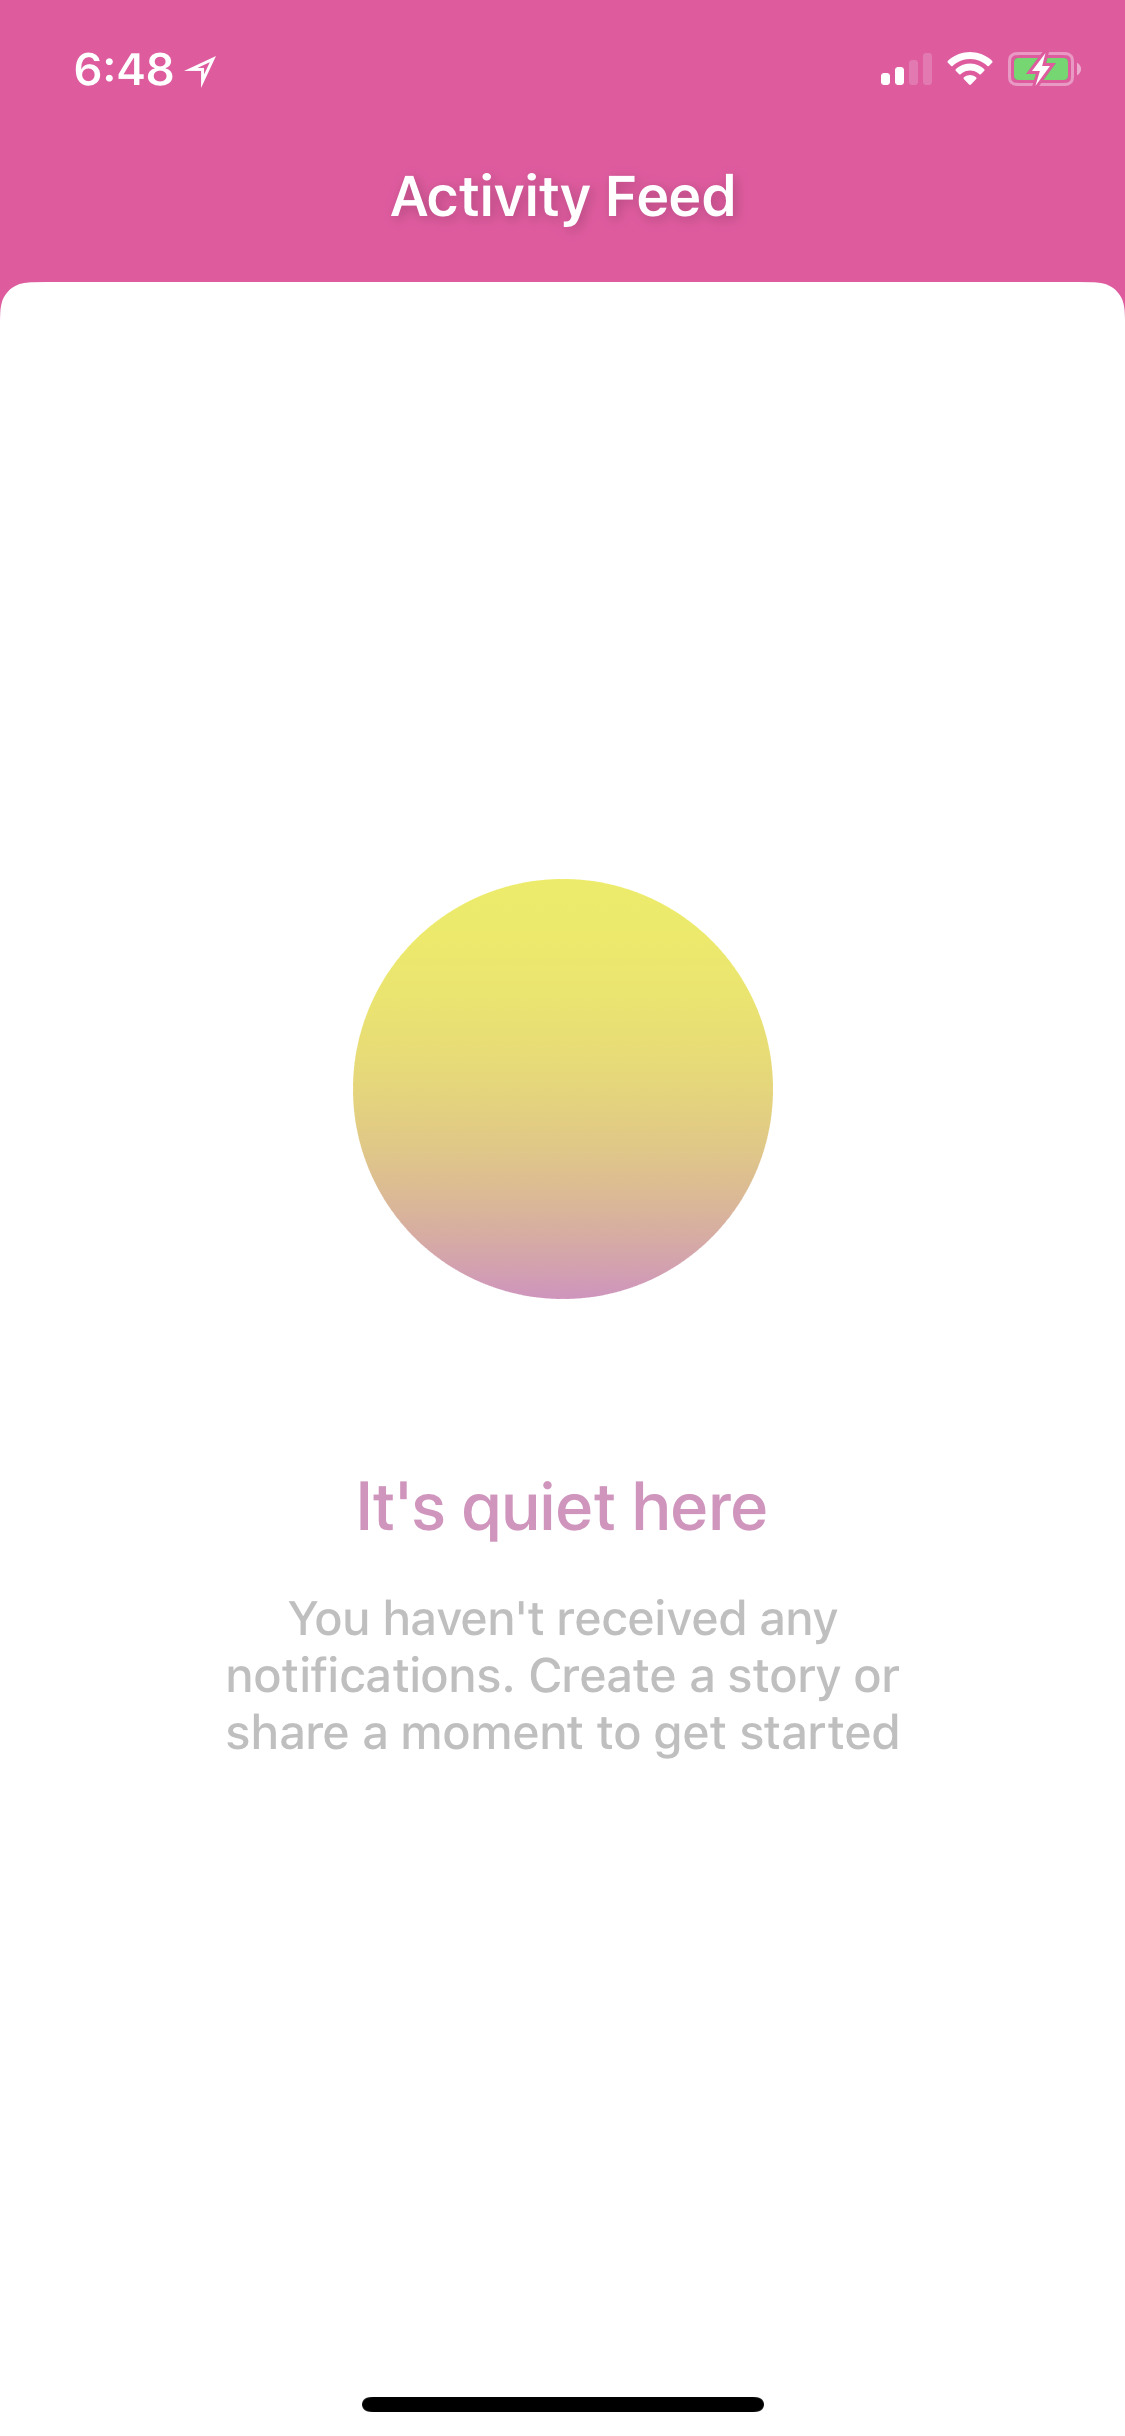 6:48
Activity Feed
It's quiet here
You haven't received any
notifications. Create a story or
share a moment to get started